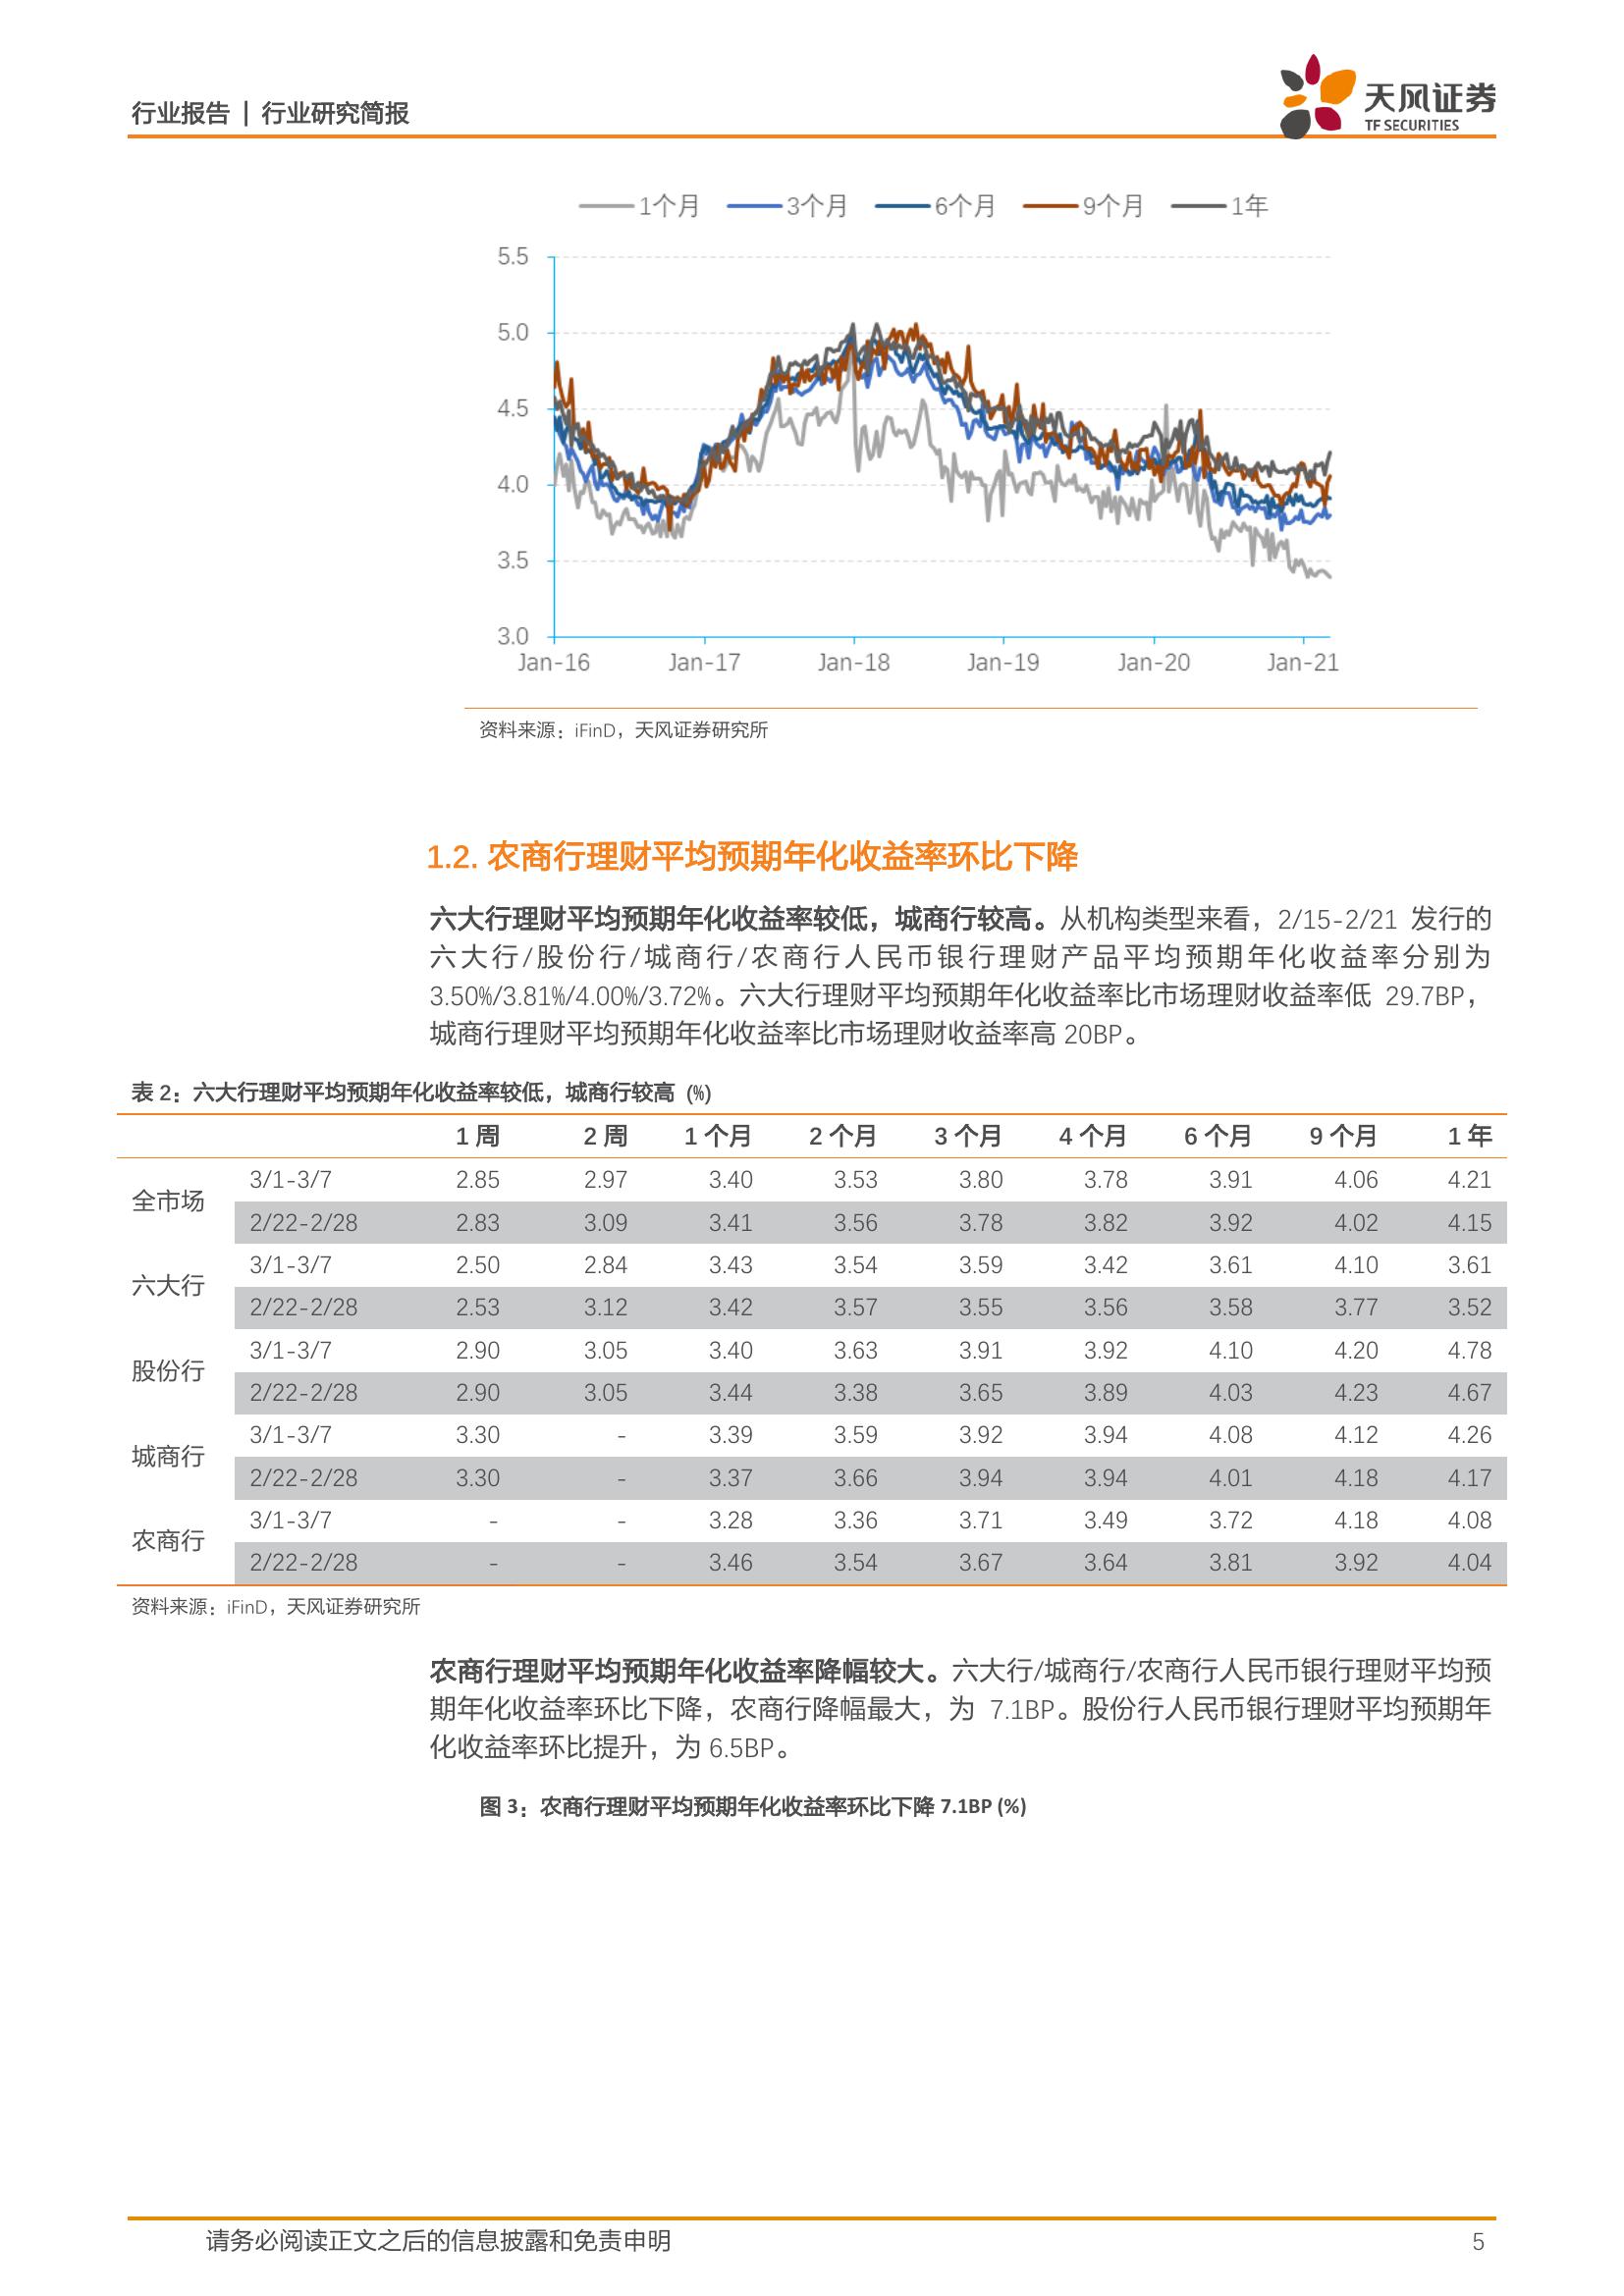 行业报告 | 行业研究简报
天风证券
TF SECURITIES
1个月 3个月 6个月 9个月 1年
5.5
5.0
4.5
4.0
3.5
3.0
Jan-16 Jan-17 Jan-18 Jan-19 Jan-20 Jan-21
资料来源：iFinD，天风证券研究所
1.2. 农商行理财平均预期年化收益率环比下降
六大行理财平均预期年化收益率较低，城商行较高。从机构类型来看，2/15-2/21 发行的
六大行/股份行/城商行/农商行人民币银行理财产品平均预期年化收益率分别为
3.50%/3.81%/4.00%/3.72%。六大行理财平均预期年化收益率比市场理财收益率低 29.7BP，
城商行理财平均预期年化收益率比市场理财收益率高 20BP。
表 2：六大行理财平均预期年化收益率较低，城商行较高 (%)
1 周 2 周 1 个月 2 个月 3 个月 4 个月 6 个月 9 个月 1 年
全市场 3/1-3/7 2.85 2.97 3.40 3.53 3.80 3.78 3.91 4.06 4.21
2/22-2/28 2.83 3.09 3.41 3.56 3.78 3.82 3.92 4.02 4.15
六大行 3/1-3/7 2.50 2.84 3.43 3.54 3.59 3.42 3.61 4.10 3.61
2/22-2/28 2.53 3.12 3.42 3.57 3.55 3.56 3.58 3.77 3.52
股份行 3/1-3/7 2.90 3.05 3.40 3.63 3.91 3.92 4.10 4.20 4.78
2/22-2/28 2.90 3.05 3.44 3.38 3.65 3.89 4.03 4.23 4.67
城商行 3/1-3/7 3.30 - 3.39 3.59 3.92 3.94 4.08 4.12 4.26
2/22-2/28 3.30 - 3.37 3.66 3.94 3.94 4.01 4.18 4.17
农商行 3/1-3/7 - - 3.28 3.36 3.71 3.49 3.72 4.18 4.08
2/22-2/28 - - 3.46 3.54 3.67 3.64 3.81 3.92 4.04
资料来源：iFinD，天风证券研究所
农商行理财平均预期年化收益率降幅较大。六大行/城商行/农商行人民币银行理财平均预
期年化收益率环比下降，农商行降幅最大，为 7.1BP。股份行人民币银行理财平均预期年
化收益率环比提升，为 6.5BP。
图 3：农商行理财平均预期年化收益率环比下降 7.1BP (%)
请务必阅读正文之后的信息披露和免责申明 5